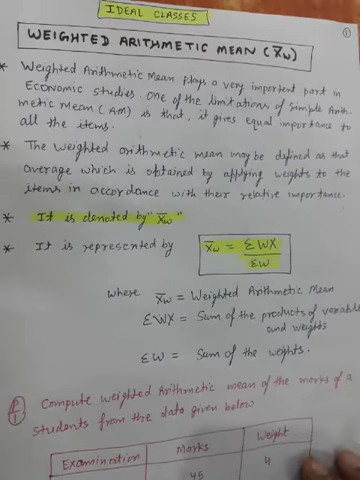 IDEAL CLASSES
1
WEIGHTED ARITHMETIC MEAN (X̄w)
* Weighted Arithmetic Mean plays a very important part in
Economic studies. One of the limitations of Simple Arith-
metic Mean (AM) is that, it gives equal importance to
all the items.
* The weighted arithmetic mean may be defined as that
average which is obtained by applying weights to the
items in accordance with their relative importance.
* It is denoted by "X̄w"
* It is represented by X̄w = ΣWX / ΣW
where X̄w = Weighted Arithmetic Mean
ΣWX = Sum of the products of variable
and weights
ΣW = Sum of the weights.
P/1 Compute weighted Arithmetic mean of the marks of a
students from the data given below
Examination Marks Weight
45 4